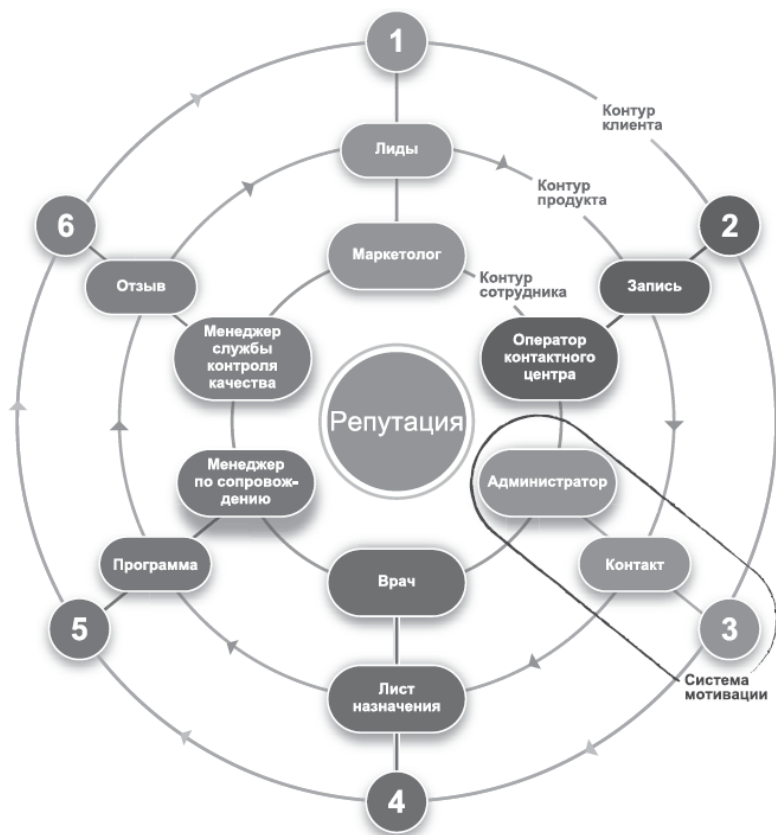 1
Контур
клиента
Лиды
Контур
продукта
2
6
Маркетолог
Отзыв
Контур
сотрудника
Запись
Менеджер
службы
контроля
качества
Оператор
контактного
центра
Репутация
Менеджер
по сопровож-
дению
Администратор
Программа
Врач
Контакт
5
3
Лист
назначения
Система
мотивации
4